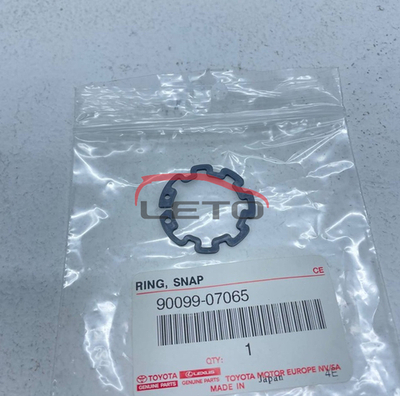 LETO
RING, SNAP
CE
90099-07065
QTY:
1
TOYOTA LEXUS
GENUINE PARTS GENUINE PARTS TOYOTA MOTOR EUROPE NV/SA
MADE IN Japan 4E